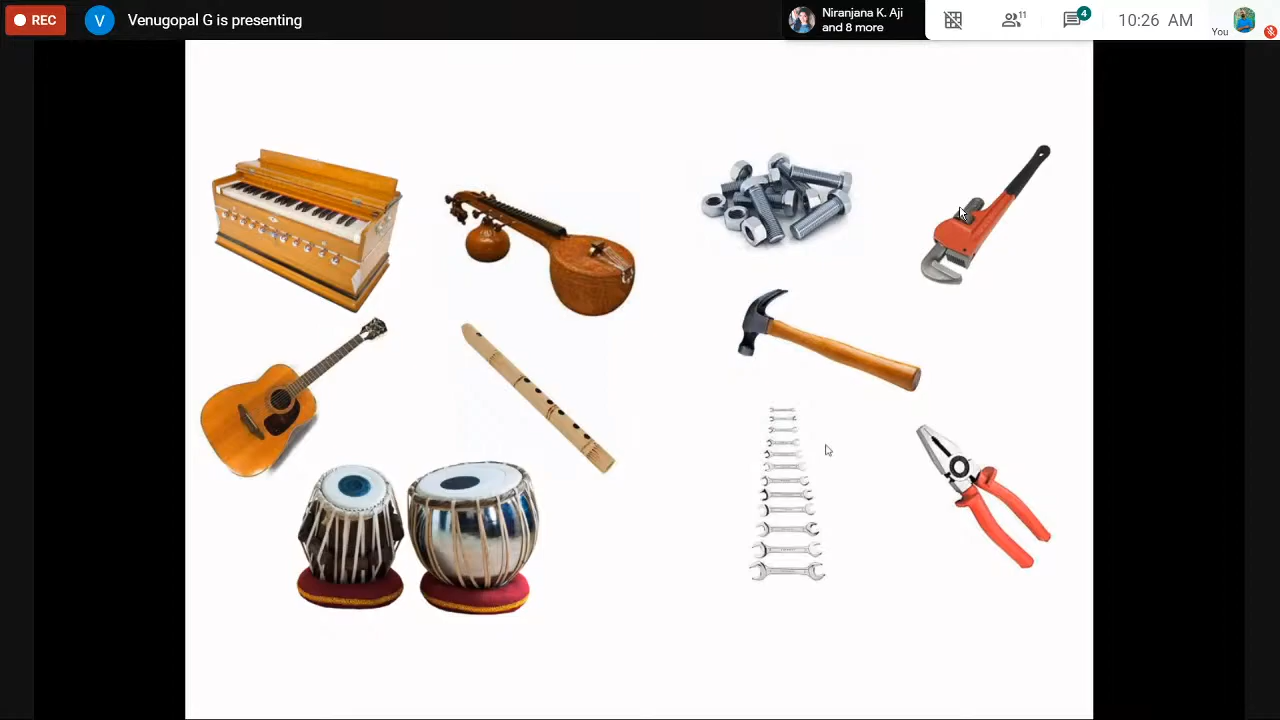 REC
V
Venugopal G is presenting
Niranjana K. Aji
and 8 more
11
4
10:26 AM
You